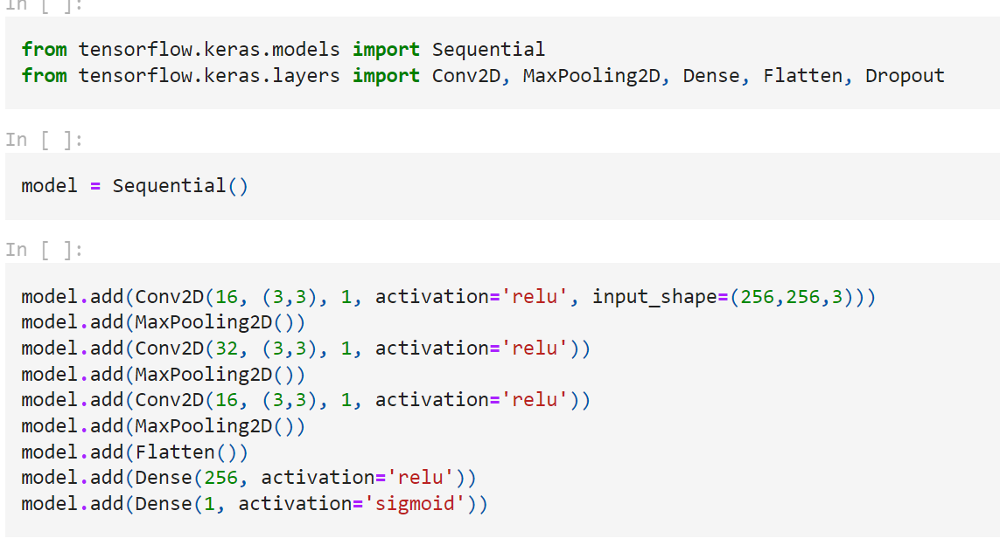 In [ ]:
from tensorflow.keras.models import Sequential
from tensorflow.keras.layers import Conv2D, MaxPooling2D, Dense, Flatten, Dropout
In [ ]:
model = Sequential()
In [ ]:
model.add(Conv2D(16, (3,3), 1, activation='relu', input_shape=(256,256,3)))
model.add(MaxPooling2D())
model.add(Conv2D(32, (3,3), 1, activation='relu'))
model.add(MaxPooling2D())
model.add(Conv2D(16, (3,3), 1, activation='relu'))
model.add(MaxPooling2D())
model.add(Flatten())
model.add(Dense(256, activation='relu'))
model.add(Dense(1, activation='sigmoid'))